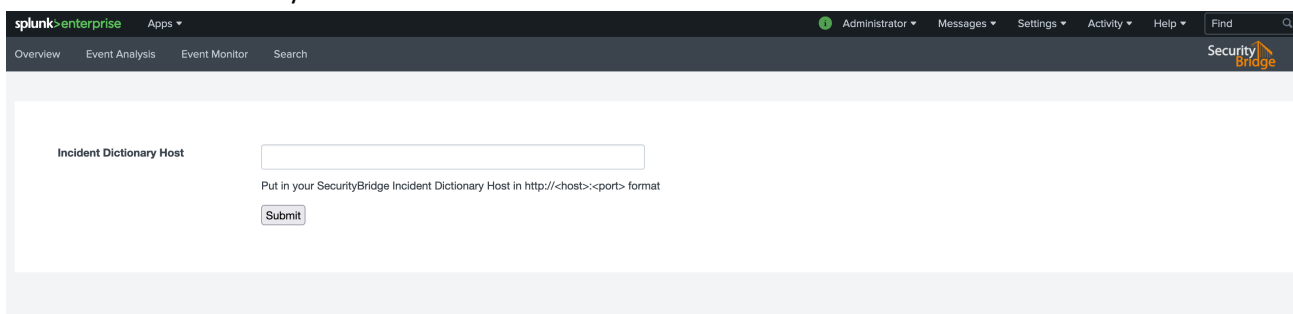 splunk>enterprise Apps Administrator Messages Settings Activity Help Find
Overview Event Analysis Event Monitor Search Security Bridge
Incident Dictionary Host
Put in your SecurityBridge Incident Dictionary Host in http://<host>:<port> format
Submit